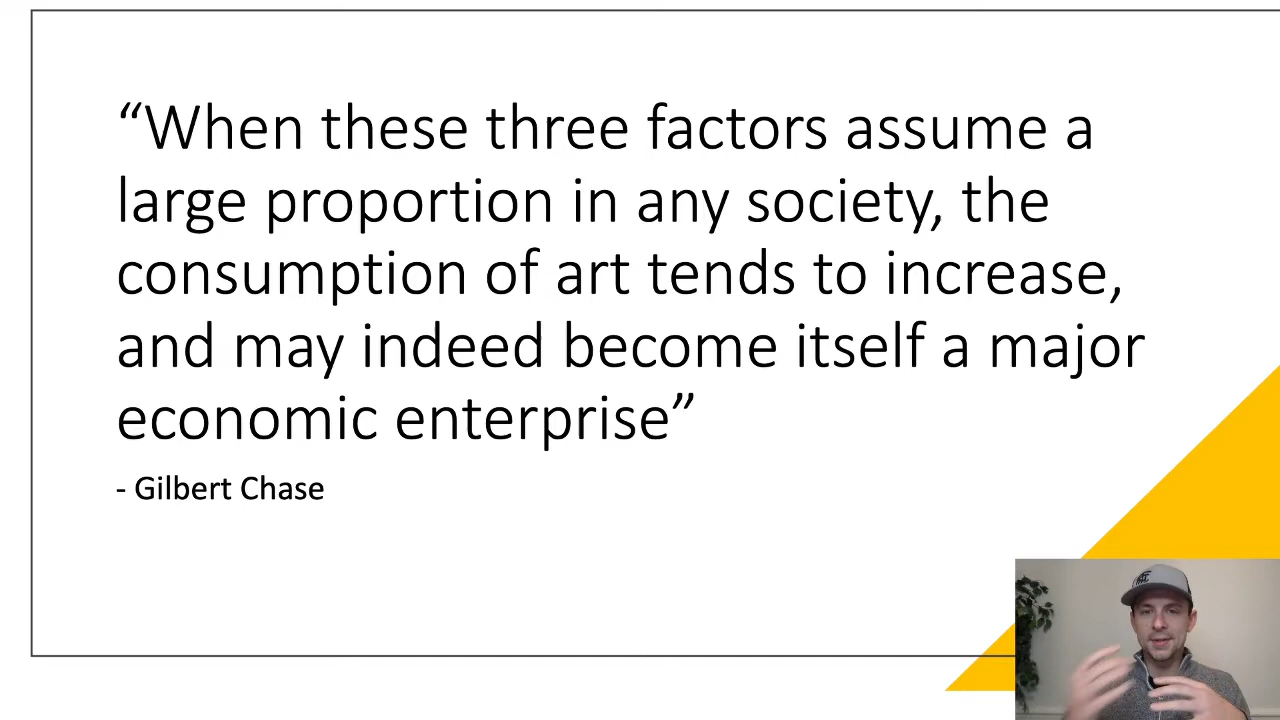 “When these three factors assume a
large proportion in any society, the
consumption of art tends to increase,
and may indeed become itself a major
economic enterprise”
- Gilbert Chase